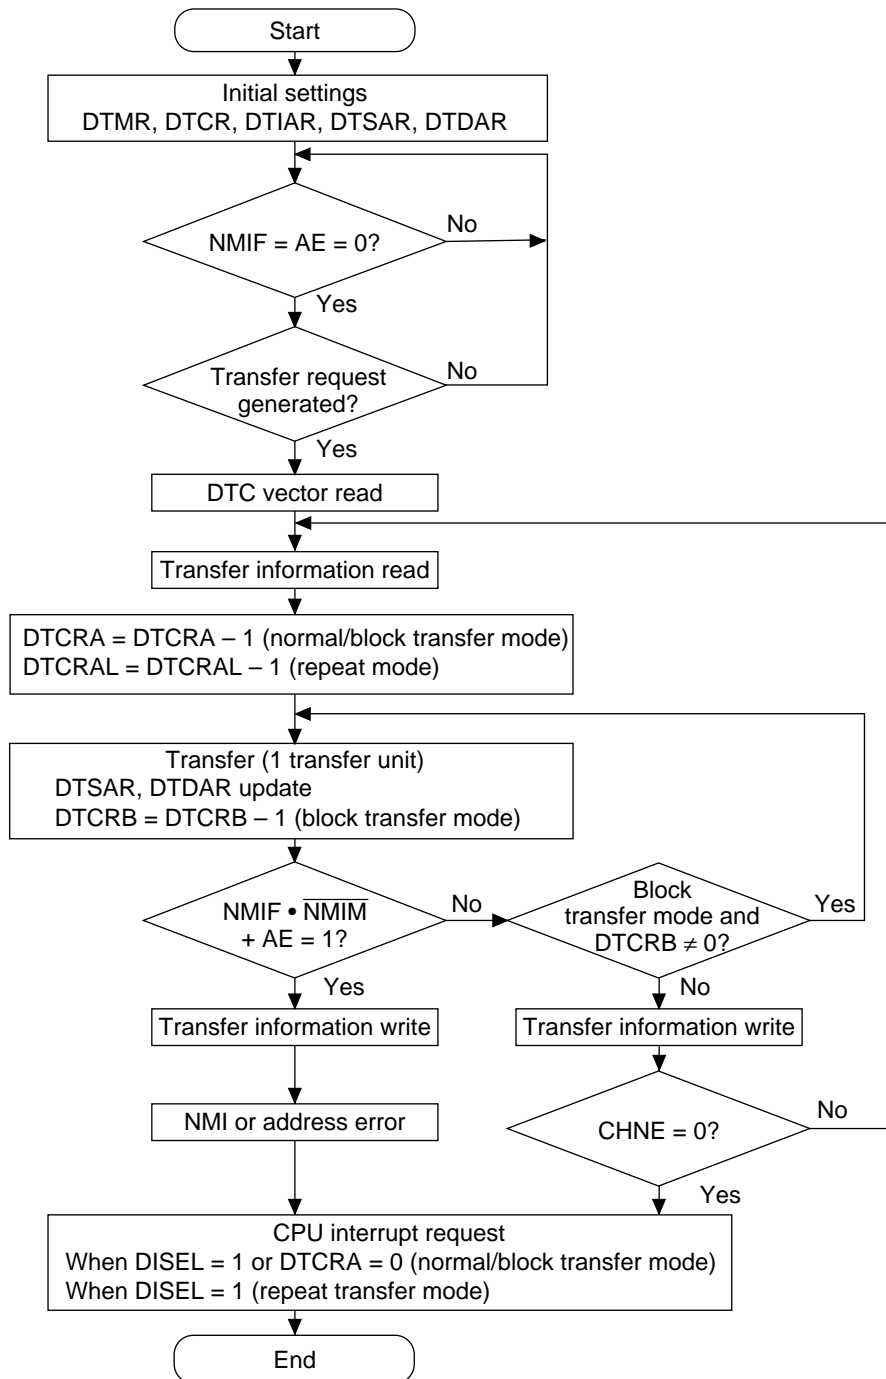 Start
Initial settings
DTMR, DTCR, DTIAR, DTSAR, DTDAR
NMIF = AE = 0?
No
Yes
Transfer request
generated?
No
Yes
DTC vector read
Transfer information read
DTCRA = DTCRA – 1 (normal/block transfer mode)
DTCRAL = DTCRAL – 1 (repeat mode)
Transfer (1 transfer unit)
DTSAR, DTDAR update
DTCRB = DTCRB – 1 (block transfer mode)
NMIF • N̅M̅I̅M̅
+ AE = 1?
No
Block
transfer mode and
DTCRB ≠ 0?
Yes
Yes
No
Transfer information write
Transfer information write
NMI or address error
CHNE = 0?
No
Yes
CPU interrupt request
When DISEL = 1 or DTCRA = 0 (normal/block transfer mode)
When DISEL = 1 (repeat transfer mode)
End